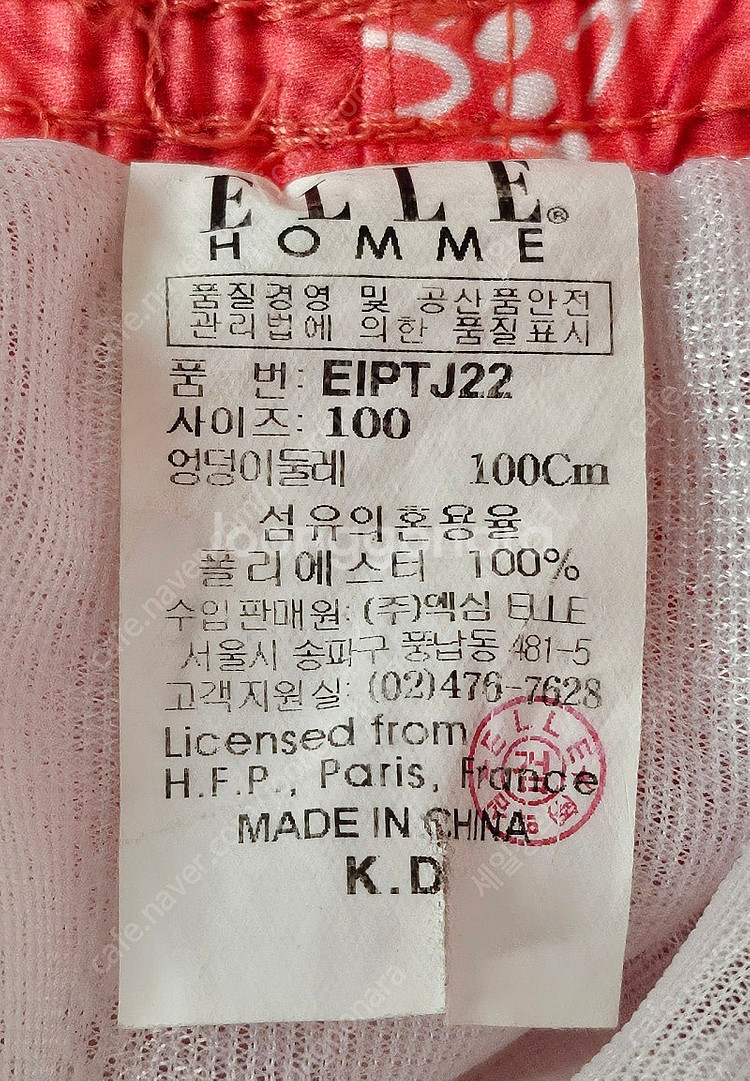 ELLE®
HOMME
품질경영 및 공산품안전
관리법에 의한 품질표시
품 번: EIPTJ22
사이즈: 100
엉덩이둘레 100Cm
섬유의혼용율
폴리에스터 100%
수입판매원: (주)엑심 ELLE
서울시 송파구 풍납동 481-5
고객지원실: (02)476-7628
Licensed from
H.F.P., Paris, France
MADE IN CHINA
K.D
ELLE